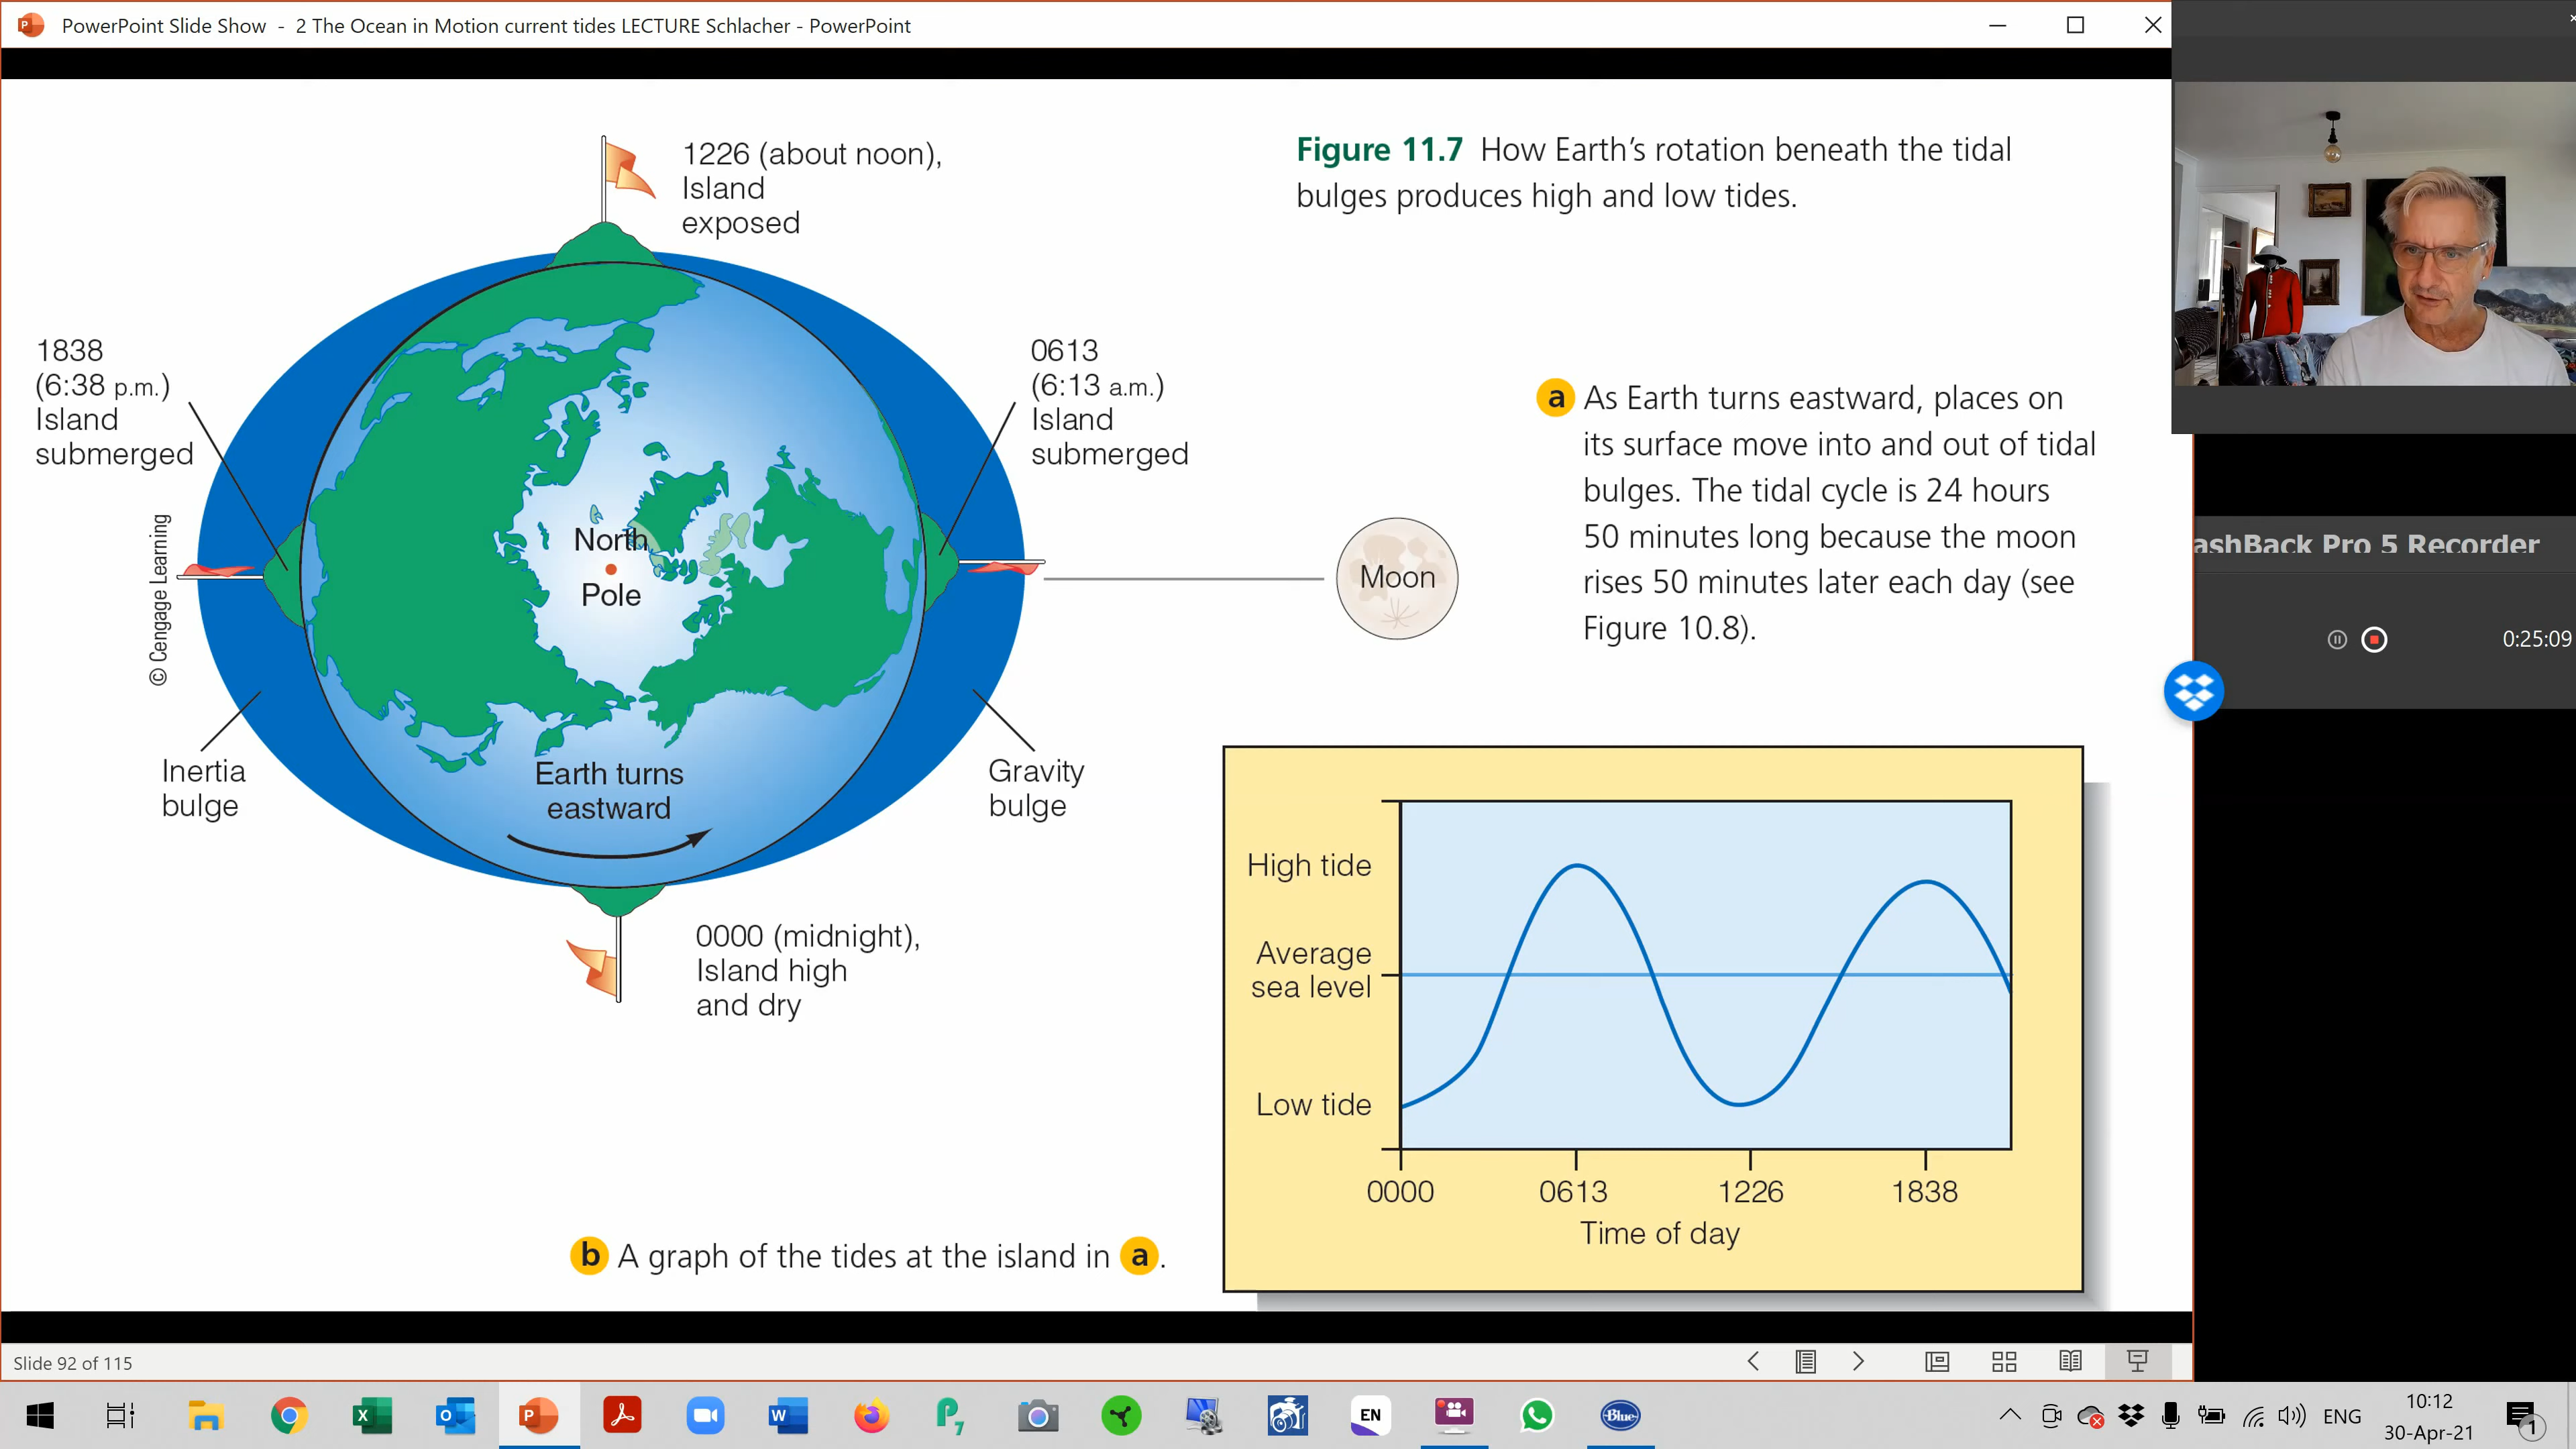 PowerPoint Slide Show - 2 The Ocean in Motion current tides LECTURE Schlacher - PowerPoint
1226 (about noon),
Island
exposed
Figure 11.7 How Earth's rotation beneath the tidal
bulges produces high and low tides.
1838
(6:38 p.m.)
Island
submerged
0613
(6:13 a.m.)
Island
submerged
a As Earth turns eastward, places on
its surface move into and out of tidal
bulges. The tidal cycle is 24 hours
50 minutes long because the moon
rises 50 minutes later each day (see
Figure 10.8).
North
Pole
Moon
© Cengage Learning
Inertia
bulge
Earth turns
eastward
Gravity
bulge
0000 (midnight),
Island high
and dry
High tide
Average
sea level
Low tide
0000 0613 1226 1838
Time of day
b A graph of the tides at the island in a.
ashBack Pro 5 Recorder
0:25:09
Slide 92 of 115
P7
EN
Blue
ENG
10:12
30-Apr-21
1